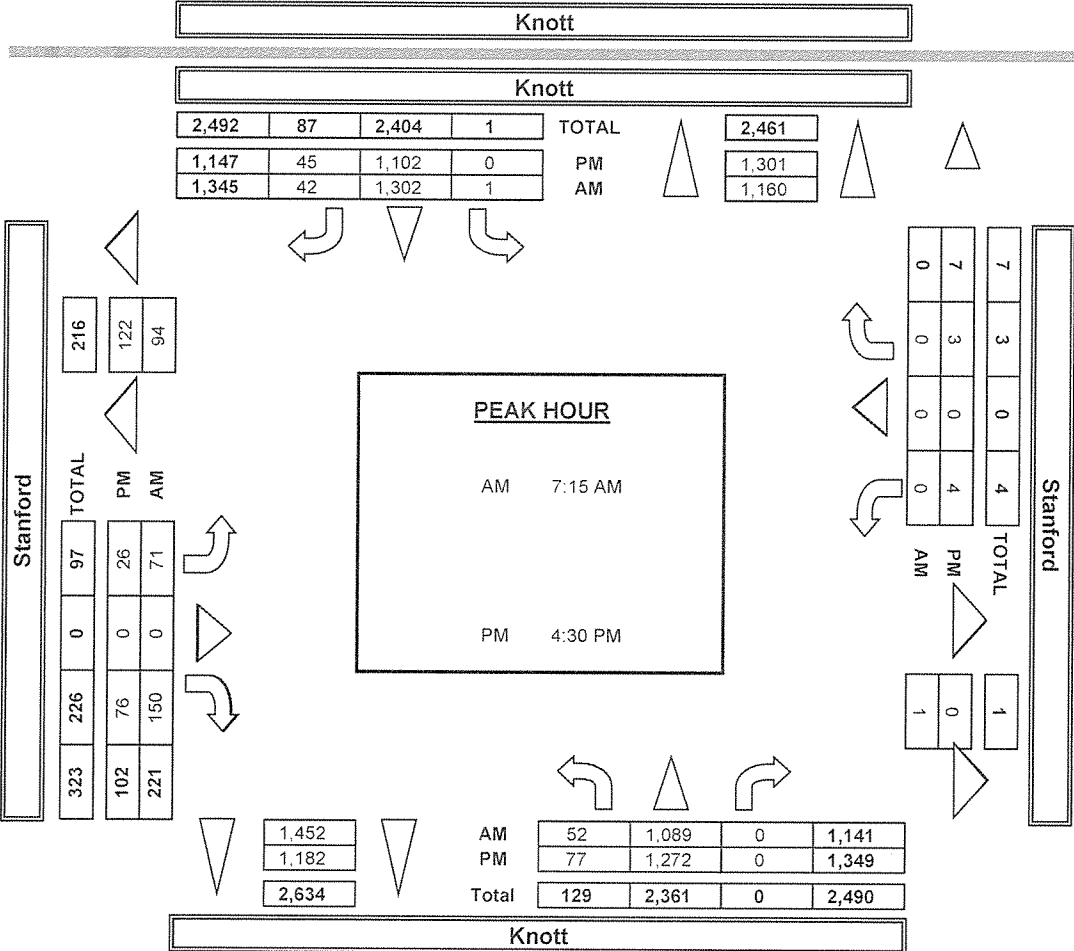 Knott
Knott
2,492 87 2,404 1 TOTAL 2,461
1,147 45 1,102 0 PM 1,301
1,345 42 1,302 1 AM 1,160
Stanford
216
122
94
TOTAL 97 0 226 323
PM 26 0 76 102
AM 71 0 150 221
PEAK HOUR
AM 7:15 AM
PM 4:30 PM
7 3 0 4 TOTAL
7 3 0 4 PM
0 0 0 0 AM
1
0
1
Stanford
1,452 AM 52 1,089 0 1,141
1,182 PM 77 1,272 0 1,349
2,634 Total 129 2,361 0 2,490
Knott